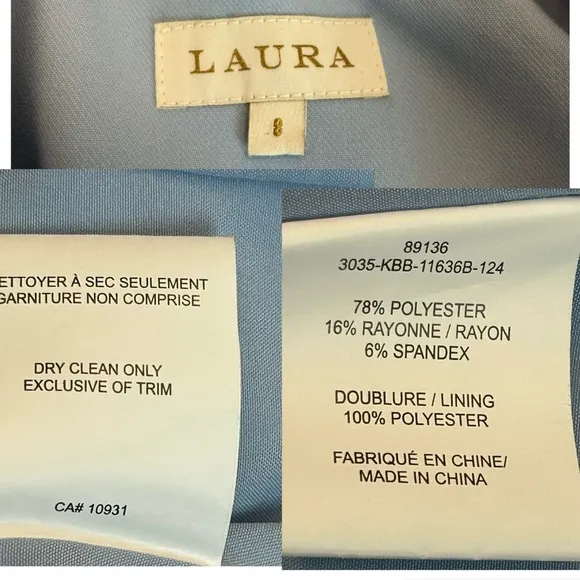 LAURA
8
ETTOYER À SEC SEULEMENT
GARNITURE NON COMPRISE
DRY CLEAN ONLY
EXCLUSIVE OF TRIM
CA# 10931
89136
3035-KBB-11636B-124
78% POLYESTER
16% RAYONNE / RAYON
6% SPANDEX
DOUBLURE / LINING
100% POLYESTER
FABRIQUÉ EN CHINE/
MADE IN CHINA